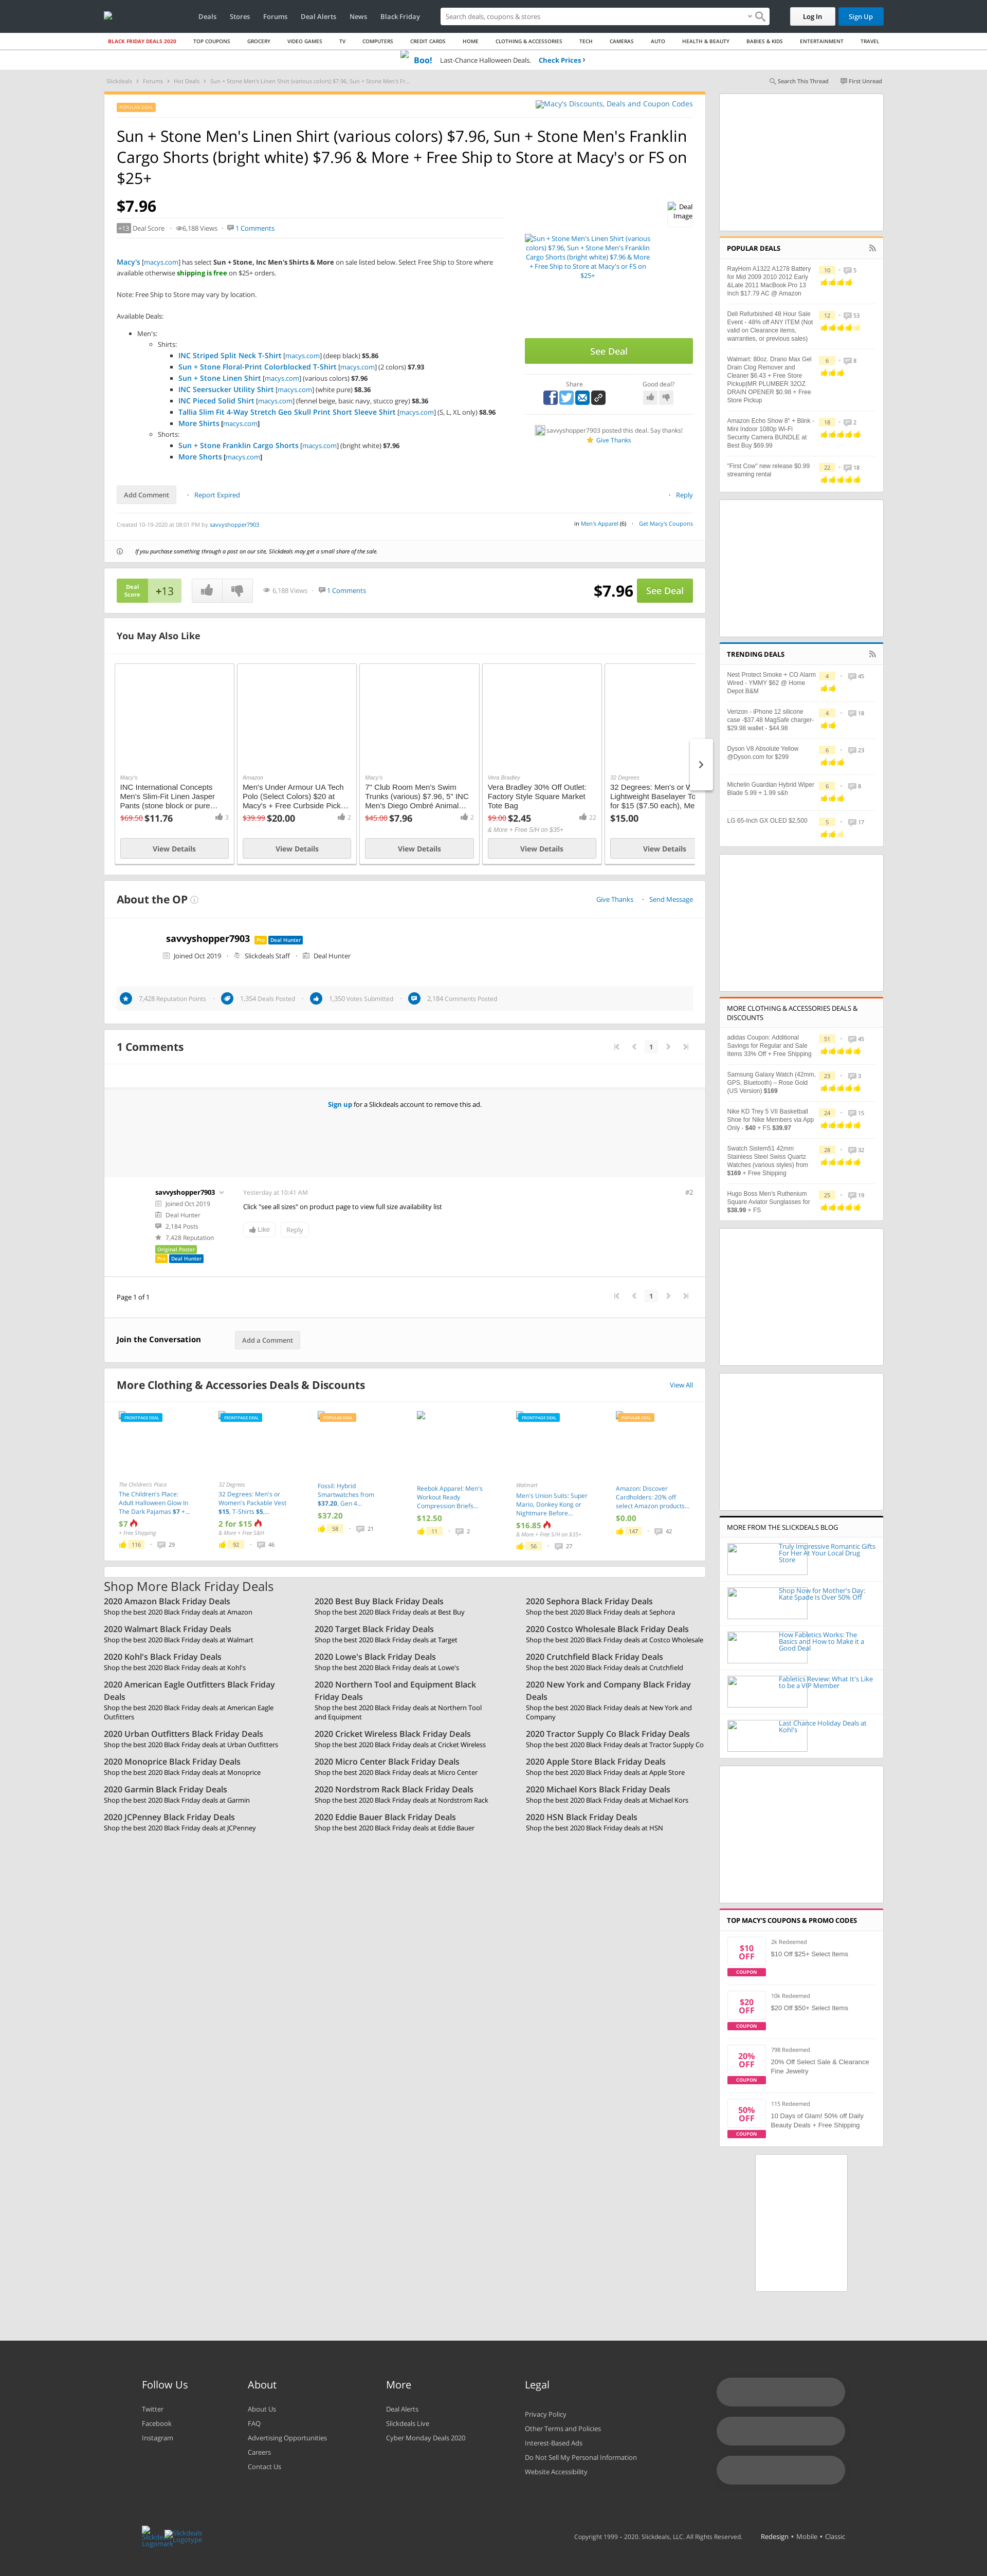 Deals
Stores
Forums
Deal Alerts
News
Black Friday
Search deals, coupons & stores
Log In
Sign Up
BLACK FRIDAY DEALS 2020
TOP COUPONS
GROCERY
VIDEO GAMES
TV
COMPUTERS
CREDIT CARDS
HOME
CLOTHING & ACCESSORIES
TECH
CAMERAS
AUTO
HEALTH & BEAUTY
BABIES & KIDS
ENTERTAINMENT
TRAVEL
Boo! Last-Chance Halloween Deals. Check Prices ›
Slickdeals › Forums › Hot Deals › Sun + Stone Men's Linen Shirt (various colors) $7.96, Sun + Stone Men's Fr...
Search This Thread
First Unread
POPULAR DEAL
Macy's Discounts, Deals and Coupon Codes
Sun + Stone Men's Linen Shirt (various colors) $7.96, Sun + Stone Men's Franklin
Cargo Shorts (bright white) $7.96 & More + Free Ship to Store at Macy's or FS on
$25+
$7.96
+13 Deal Score · 6,188 Views · 1 Comments
Deal
Image
Sun + Stone Men's Linen Shirt (various
colors) $7.96, Sun + Stone Men's Franklin
Cargo Shorts (bright white) $7.96 & More
+ Free Ship to Store at Macy's or FS on
$25+
Macy's [macys.com] has select Sun + Stone, Inc Men's Shirts & More on sale listed below. Select Free Ship to Store where
available otherwise shipping is free on $25+ orders.
Note: Free Ship to Store may vary by location.
Available Deals:
Men's:
Shirts:
INC Striped Split Neck T-Shirt [macys.com] (deep black) $5.86
Sun + Stone Floral-Print Colorblocked T-Shirt [macys.com] (2 colors) $7.93
Sun + Stone Linen Shirt [macys.com] (various colors) $7.96
INC Seersucker Utility Shirt [macys.com] (white pure) $8.36
INC Pieced Solid Shirt [macys.com] (fennel beige, basic navy, stucco grey) $8.36
Tallia Slim Fit 4-Way Stretch Geo Skull Print Short Sleeve Shirt [macys.com] (S, L, XL only) $8.96
More Shirts [macys.com]
Shorts:
Sun + Stone Franklin Cargo Shorts [macys.com] (bright white) $7.96
More Shorts [macys.com]
See Deal
Share
Good deal?
savvyshopper7903 posted this deal. Say thanks!
Give Thanks
Add Comment
· Report Expired
· Reply
Created 10-19-2020 at 08:01 PM by savvyshopper7903
in Men's Apparel (6) · Get Macy's Coupons
If you purchase something through a post on our site, Slickdeals may get a small share of the sale.
Deal
Score
+13
6,188 Views · 1 Comments
$7.96
See Deal
You May Also Like
Macy's
INC International Concepts
Men's Slim-Fit Linen Jasper
Pants (stone block or pure…
$69.50 $11.76
3
View Details
Amazon
Men's Under Armour UA Tech
Polo (Select Colors) $20 at
Macy's + Free Curbside Pick…
$39.99 $20.00
2
View Details
Macy's
7" Club Room Men's Swim
Trunks (various) $7.96, 5" INC
Men's Diego Ombré Animal…
$45.00 $7.96
2
View Details
Vera Bradley
Vera Bradley 30% Off Outlet:
Factory Style Square Market
Tote Bag
$9.00 $2.45
22
& More + Free S/H on $35+
View Details
32 Degrees
32 Degrees: Men's or W
Lightweight Baselayer To
for $15 ($7.50 each), Me
$15.00
View Details
About the OP
Give Thanks · Send Message
savvyshopper7903 Pro Deal Hunter
Joined Oct 2019 · Slickdeals Staff · Deal Hunter
7,428 Reputation Points · 1,354 Deals Posted · 1,350 Votes Submitted · 2,184 Comments Posted
1 Comments
1
Sign up for a Slickdeals account to remove this ad.
savvyshopper7903
Joined Oct 2019
Deal Hunter
2,184 Posts
7,428 Reputation
Original Poster
Pro Deal Hunter
Yesterday at 10:41 AM
#2
Click "see all sizes" on product page to view full size availability list
Like
Reply
Page 1 of 1
1
Join the Conversation
Add a Comment
More Clothing & Accessories Deals & Discounts
View All
FRONTPAGE DEAL
The Children's Place
The Children's Place:
Adult Halloween Glow In
The Dark Pajamas $7 +...
$7
+ Free Shipping
116 · 29
FRONTPAGE DEAL
32 Degrees
32 Degrees: Men's or
Women's Packable Vest
$15, T-Shirts $5,...
2 for $15
& More + Free S&H
92 · 46
POPULAR DEAL
Fossil: Hybrid
Smartwatches from
$37.20, Gen 4...
$37.20
58 · 21
Reebok Apparel: Men's
Workout Ready
Compression Briefs...
$12.50
11 · 2
FRONTPAGE DEAL
Walmart
Men's Union Suits: Super
Mario, Donkey Kong or
Nightmare Before...
$16.85
& More + Free S/H on $35+
56 · 27
POPULAR DEAL
Amazon: Discover
Cardholders: 20% off
select Amazon products...
$0.00
147 · 42
Shop More Black Friday Deals
2020 Amazon Black Friday Deals
Shop the best 2020 Black Friday deals at Amazon
2020 Best Buy Black Friday Deals
Shop the best 2020 Black Friday deals at Best Buy
2020 Sephora Black Friday Deals
Shop the best 2020 Black Friday deals at Sephora
2020 Walmart Black Friday Deals
Shop the best 2020 Black Friday deals at Walmart
2020 Target Black Friday Deals
Shop the best 2020 Black Friday deals at Target
2020 Costco Wholesale Black Friday Deals
Shop the best 2020 Black Friday deals at Costco Wholesale
2020 Kohl's Black Friday Deals
Shop the best 2020 Black Friday deals at Kohl's
2020 Lowe's Black Friday Deals
Shop the best 2020 Black Friday deals at Lowe's
2020 Crutchfield Black Friday Deals
Shop the best 2020 Black Friday deals at Crutchfield
2020 American Eagle Outfitters Black Friday
Deals
Shop the best 2020 Black Friday deals at American Eagle
Outfitters
2020 Northern Tool and Equipment Black
Friday Deals
Shop the best 2020 Black Friday deals at Northern Tool
and Equipment
2020 New York and Company Black Friday
Deals
Shop the best 2020 Black Friday deals at New York and
Company
2020 Urban Outfitters Black Friday Deals
Shop the best 2020 Black Friday deals at Urban Outfitters
2020 Cricket Wireless Black Friday Deals
Shop the best 2020 Black Friday deals at Cricket Wireless
2020 Tractor Supply Co Black Friday Deals
Shop the best 2020 Black Friday deals at Tractor Supply Co
2020 Monoprice Black Friday Deals
Shop the best 2020 Black Friday deals at Monoprice
2020 Micro Center Black Friday Deals
Shop the best 2020 Black Friday deals at Micro Center
2020 Apple Store Black Friday Deals
Shop the best 2020 Black Friday deals at Apple Store
2020 Garmin Black Friday Deals
Shop the best 2020 Black Friday deals at Garmin
2020 Nordstrom Rack Black Friday Deals
Shop the best 2020 Black Friday deals at Nordstrom Rack
2020 Michael Kors Black Friday Deals
Shop the best 2020 Black Friday deals at Michael Kors
2020 JCPenney Black Friday Deals
Shop the best 2020 Black Friday deals at JCPenney
2020 Eddie Bauer Black Friday Deals
Shop the best 2020 Black Friday deals at Eddie Bauer
2020 HSN Black Friday Deals
Shop the best 2020 Black Friday deals at HSN
POPULAR DEALS
RayHom A1322 A1278 Battery
for Mid 2009 2010 2012 Early
&Late 2011 MacBook Pro 13
Inch $17.79 AC @ Amazon
10 · 5
Dell Refurbished 48 Hour Sale
Event - 48% off ANY ITEM (Not
valid on Clearance items,
warranties, or previous sales)
12 · 53
Walmart: 80oz. Drano Max Gel
Drain Clog Remover and
Cleaner $6.43 + Free Store
Pickup|MR PLUMBER 32OZ
DRAIN OPENER $0.98 + Free
Store Pickup
6 · 8
Amazon Echo Show 8" + Blink -
Mini Indoor 1080p Wi-Fi
Security Camera BUNDLE at
Best Buy $69.99
18 · 2
"First Cow" new release $0.99
streaming rental
22 · 18
TRENDING DEALS
Nest Protect Smoke + CO Alarm
Wired - YMMY $62 @ Home
Depot B&M
4 · 45
Verizon - iPhone 12 silicone
case -$37.48 MagSafe charger-
$29.98 wallet - $44.98
4 · 18
Dyson V8 Absolute Yellow
@Dyson.com for $299
6 · 23
Michelin Guardian Hybrid Wiper
Blade 5.99 + 1.99 s&h
6 · 8
LG 65-Inch GX OLED $2,500
5 · 17
MORE CLOTHING & ACCESSORIES DEALS &
DISCOUNTS
adidas Coupon: Additional
Savings for Regular and Sale
Items 33% Off + Free Shipping
51 · 45
Samsung Galaxy Watch (42mm,
GPS, Bluetooth) – Rose Gold
(US Version) $169
23 · 3
Nike KD Trey 5 VII Basketball
Shoe for Nike Members via App
Only - $40 + FS $39.97
24 · 15
Swatch Sistem51 42mm
Stainless Steel Swiss Quartz
Watches (various styles) from
$169 + Free Shipping
28 · 32
Hugo Boss Men's Ruthenium
Square Aviator Sunglasses for
$38.99 + FS
25 · 19
MORE FROM THE SLICKDEALS BLOG
Truly Impressive Romantic Gifts
For Her At Your Local Drug
Store
Shop Now for Mother's Day:
Kate Spade Is Over 50% Off
How Fabletics Works: The
Basics and How to Make it a
Good Deal
Fabletics Review: What It's Like
to be a VIP Member
Last Chance Holiday Deals at
Kohl's
TOP MACY'S COUPONS & PROMO CODES
$10
OFF
COUPON
2k Redeemed
$10 Off $25+ Select Items
$20
OFF
COUPON
10k Redeemed
$20 Off $50+ Select Items
20%
OFF
COUPON
798 Redeemed
20% Off Select Sale & Clearance
Fine Jewelry
50%
OFF
COUPON
115 Redeemed
10 Days of Glam! 50% off Daily
Beauty Deals + Free Shipping
Follow Us
Twitter
Facebook
Instagram
About
About Us
FAQ
Advertising Opportunities
Careers
Contact Us
More
Deal Alerts
Slickdeals Live
Cyber Monday Deals 2020
Legal
Privacy Policy
Other Terms and Policies
Interest-Based Ads
Do Not Sell My Personal Information
Website Accessibility
Slickdeals
Logomark
Slickdeals
Logotype
Copyright 1999 - 2020. Slickdeals, LLC. All Rights Reserved.
Redesign • Mobile • Classic